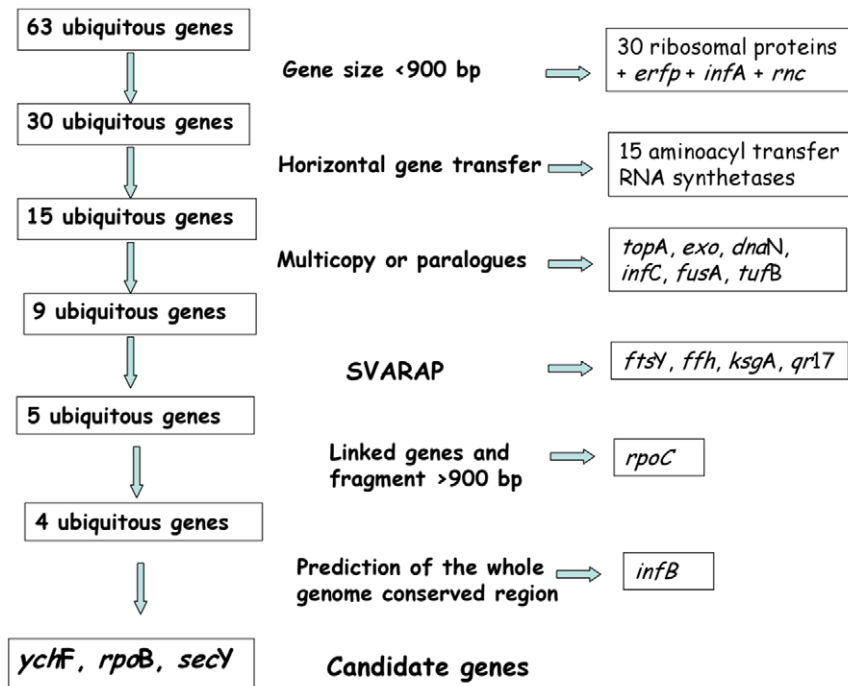 63 ubiquitous genes
Gene size <900 bp
30 ribosomal proteins
+ erfp + infA + rnc
30 ubiquitous genes
Horizontal gene transfer
15 aminoacyl transfer
RNA synthetases
15 ubiquitous genes
Multicopy or paralogues
topA, exo, dnaN,
infC, fusA, tufB
9 ubiquitous genes
SVARAP
ftsY, ffh, ksgA, qr17
5 ubiquitous genes
Linked genes and
fragment >900 bp
rpoC
4 ubiquitous genes
Prediction of the whole
genome conserved region
infB
ychF, rpoB, secY
Candidate genes